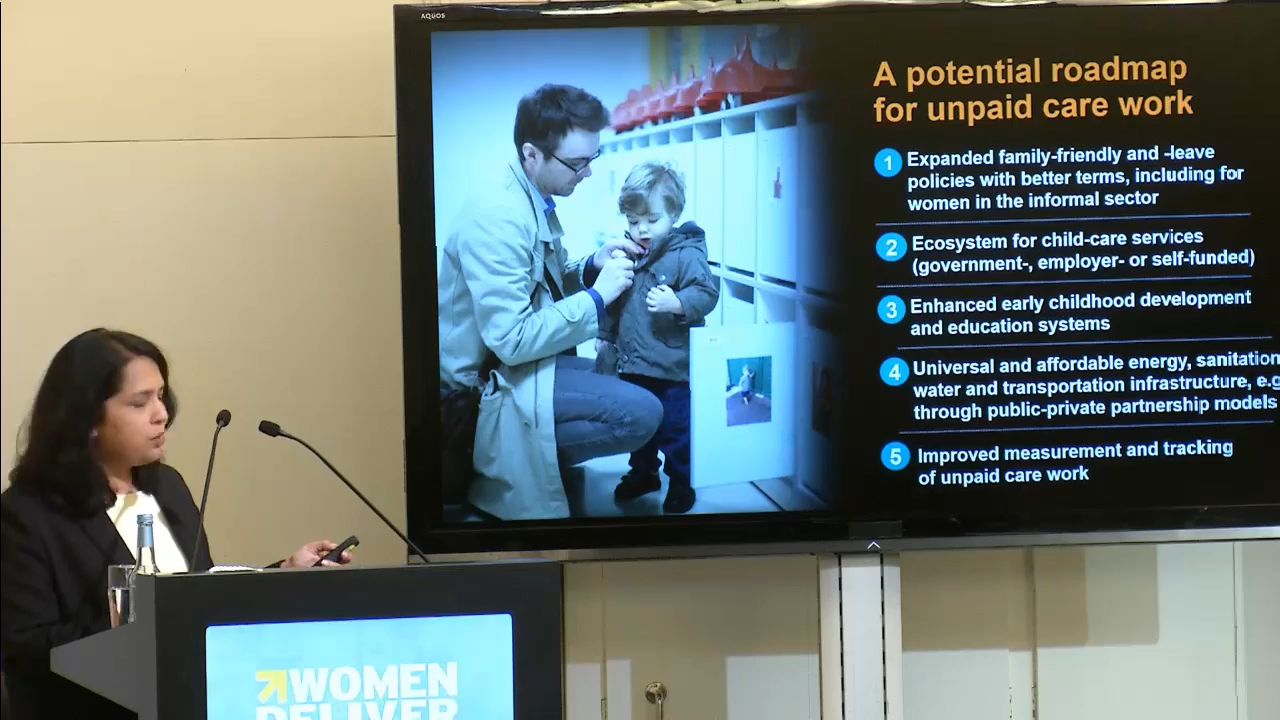 AQUOS
A potential roadmap
for unpaid care work
1 Expanded family-friendly and -leave
policies with better terms, including for
women in the informal sector
2 Ecosystem for child-care services
(government-, employer- or self-funded)
3 Enhanced early childhood development
and education systems
4 Universal and affordable energy, sanitation
water and transportation infrastructure, e.g
through public-private partnership models
5 Improved measurement and tracking
of unpaid care work
WOMEN
DELIVER